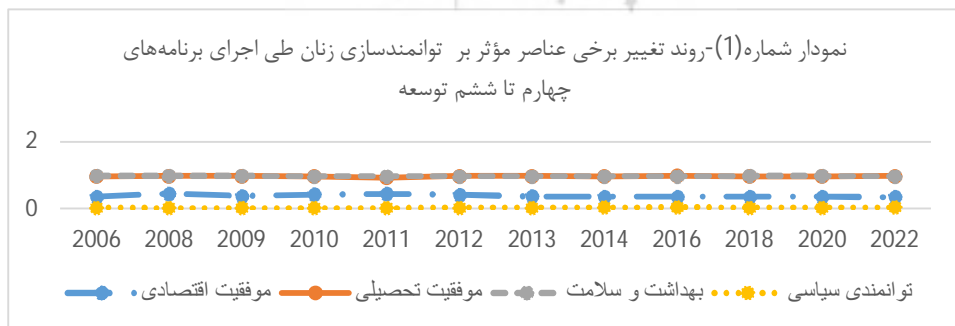 نمودار شماره(1)-روند تغییر برخی عناصر مؤثر بر توانمندسازی زنان طی اجرای برنامه‌های
چهارم تا ششم توسعه
2
0
2006 2008 2009 2010 2011 2012 2013 2014 2016 2018 2020 2022
موفقیت اقتصادی موفقیت تحصیلی بهداشت و سلامت توانمندی سیاسی